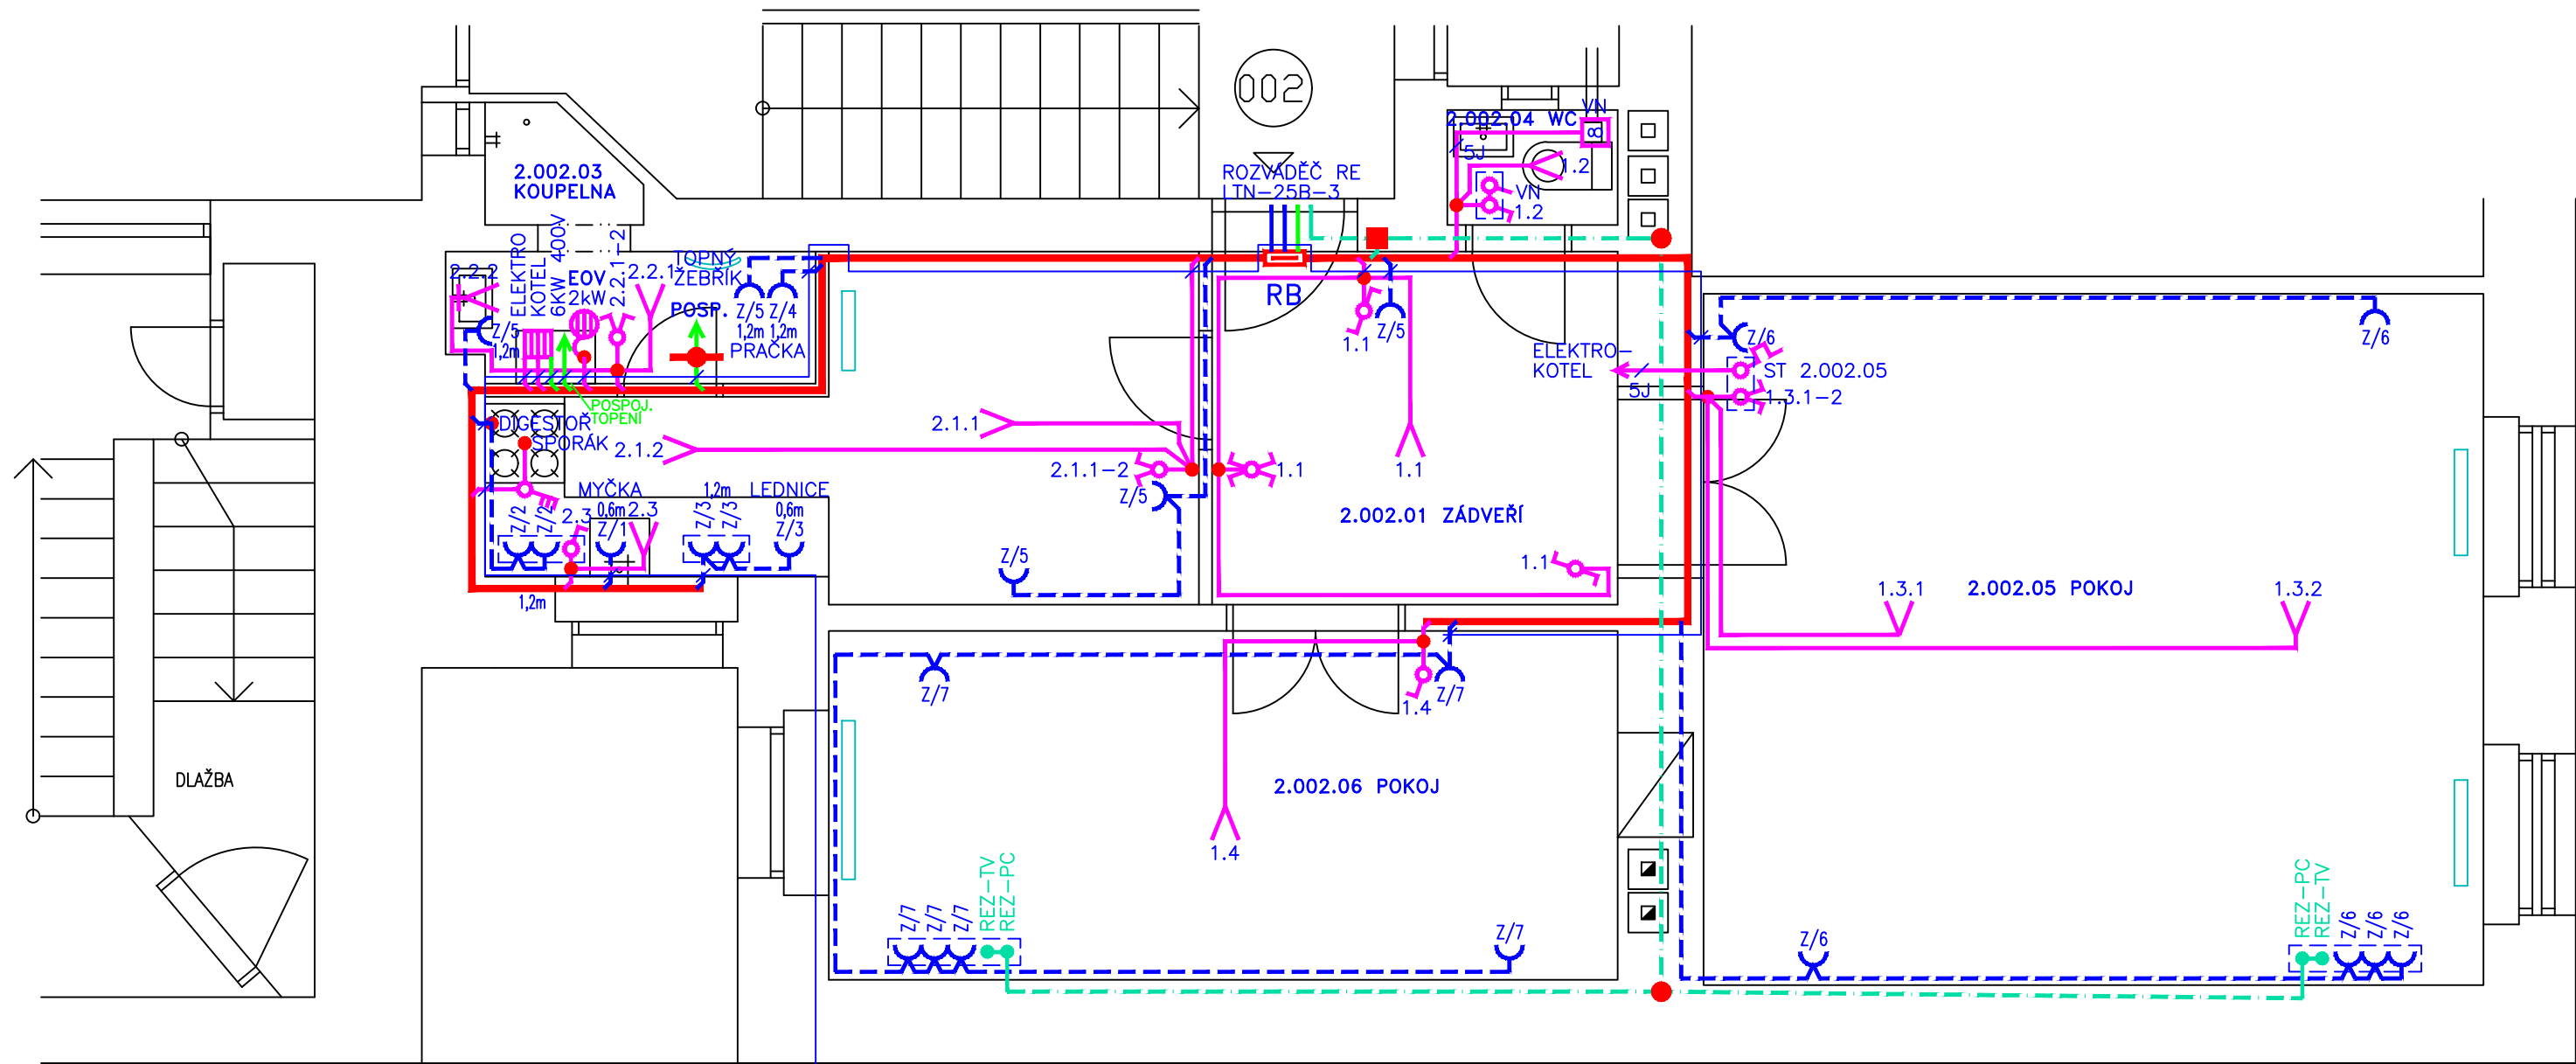 002
2.002.04 WC
VN
5J
1.2
VN
1.2
2.002.03
KOUPELNA
ROZVÁDĚČ RE
LTN-25B-3
RB
2.2.2
ELEKTRO
KOTEL
6KW 400V
EOV
2kW
2.2.1-2
2.2.1
TOPNÝ
ŽEBŘÍK
POSP.
Z/5
1,2m
Z/4
1,2m
PRAČKA
Z/5
1,2m
POSPOJ.
TOPENÍ
DIGESTOŘ
SPORÁK
2.1.2
2.1.1
2.1.1-2
Z/5
Z/5
1.1
Z/5
1.1
1.1
1.1
2.002.01 ZÁDVEŘÍ
ELEKTRO-
KOTEL
5J
Z/6
ST 2.002.05
1.3.1-2
Z/6
MYČKA
0,6m
Z/1
2.3
2.3
Z/2
Z/2
1,2m
Z/3
Z/3
LEDNICE
0,6m
Z/3
1,2m
1.3.1
2.002.05 POKOJ
1.3.2
Z/7
Z/7
1.4
DLAŽBA
2.002.06 POKOJ
1.4
Z/7
Z/7
Z/7
REZ-TV
REZ-PC
Z/7
Z/6
REZ-PC
REZ-TV
Z/6
Z/6
Z/6